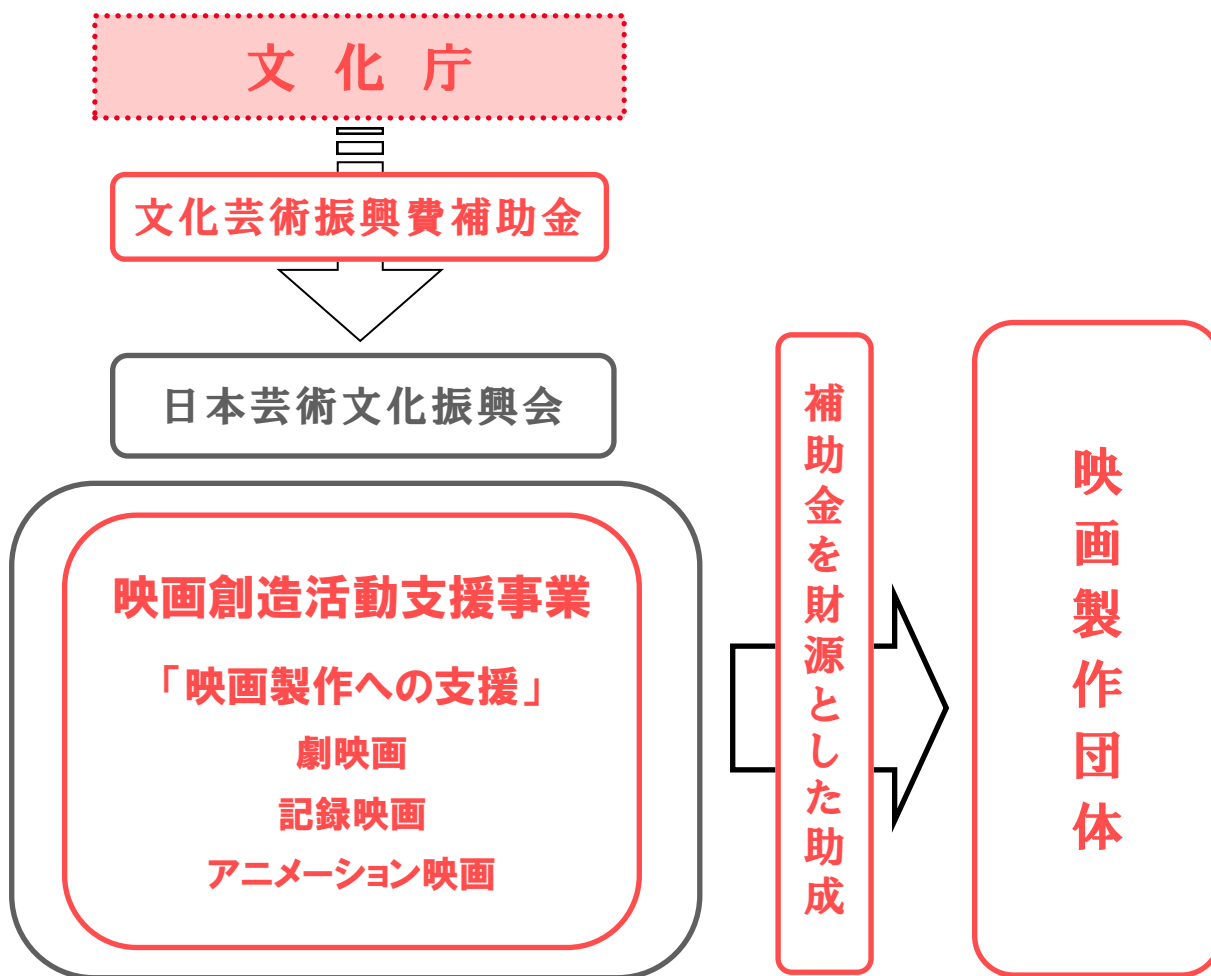 文化庁
文化芸術振興費補助金
日本芸術文化振興会
映画創造活動支援事業
「映画製作への支援」
劇映画
記録映画
アニメーション映画
補助金を財源とした助成
映画製作団体